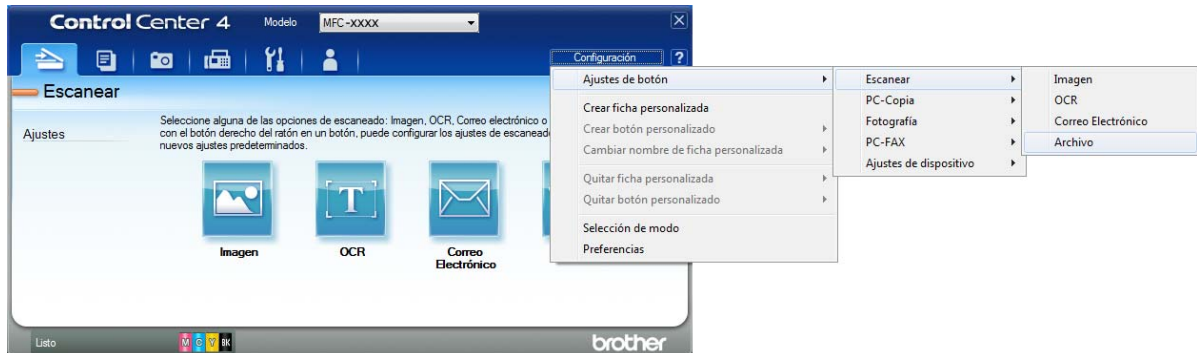 Control Center 4
Modelo
MFC-XXXX
Configuración
?
Escanear
Ajustes
Seleccione alguna de las opciones de escaneado: Imagen, OCR, Correo electrónico o
con el botón derecho del ratón en un botón, puede configurar los ajustes de escaneado
nuevos ajustes predeterminados.
T
Imagen
OCR
Correo
Electrónico
Listo
M C Y BK
brother
Ajustes de botón
Crear ficha personalizada
Crear botón personalizado
Cambiar nombre de ficha personalizada
Quitar ficha personalizada
Quitar botón personalizado
Selección de modo
Preferencias
Escanear
PC-Copia
Fotografía
PC-FAX
Ajustes de dispositivo
Imagen
OCR
Correo Electrónico
Archivo